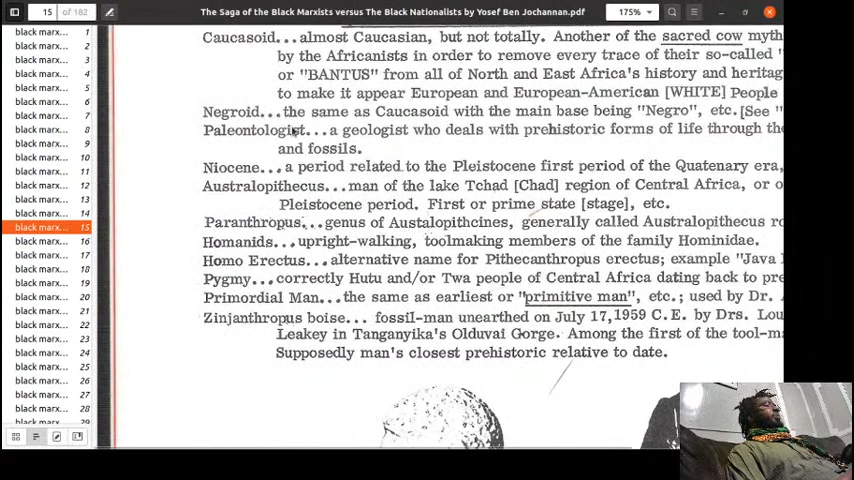 15 of 182
The Saga of the Black Marxists versus The Black Nationalists by Yosef Ben Jochannan.pdf
175%
black marx... 1
black marx... 2
black marx... 3
black marx... 4
black marx... 5
black marx... 6
black marx... 7
black marx... 8
black marx... 9
black marx... 10
black marx... 11
black marx... 12
black marx... 13
black marx... 14
black marx... 15
black marx... 16
black marx... 17
black marx... 18
black marx... 19
black marx... 20
black marx... 21
black marx... 22
black marx... 23
black marx... 24
black marx... 25
black marx... 26
black marx... 27
black marx... 28
black marx... 29
Caucasoid...almost Caucasian, but not totally. Another of the sacred cow myth
by the Africanists in order to remove every trace of their so-called "
or "BANTUS" from all of North and East Africa's history and heritag
to make it appear European and European-American [WHITE] People
Negroid...the same as Caucasoid with the main base being "Negro", etc.[See "
Paleontologist...a geologist who deals with prehistoric forms of life through the
and fossils.
Niocene...a period related to the Pleistocene first period of the Quatenary era,
Australopithecus...man of the lake Tchad [Chad] region of Central Africa, or o
Pleistocene period. First or prime state [stage], etc.
Paranthropus...genus of Austalopithcines, generally called Australopithecus ro
Homanids...upright-walking, toolmaking members of the family Hominidae.
Homo Erectus...alternative name for Pithecanthropus erectus; example "Java
Pygmy...correctly Hutu and/or Twa people of Central Africa dating back to pre
Primordial Man...the same as earliest or "primitive man", etc.; used by Dr.
Zinjanthropus boise... fossil-man unearthed on July 17,1959 C.E. by Drs. Lou
Leakey in Tanganyika's Olduvai Gorge. Among the first of the tool-m
Supposedly man's closest prehistoric relative to date.